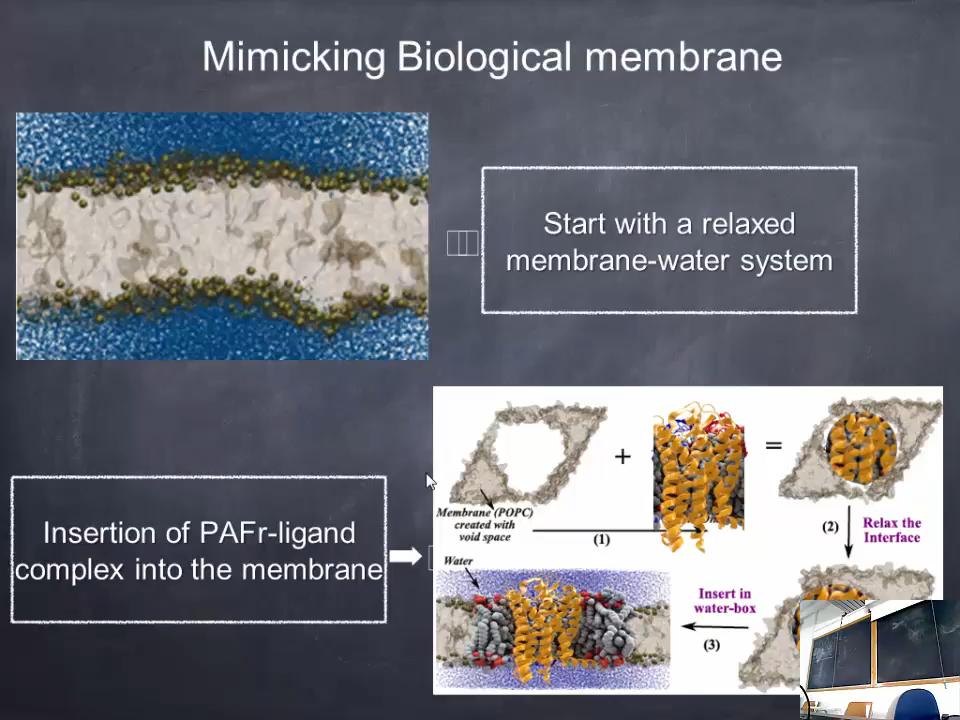 Mimicking Biological membrane
Start with a relaxed
membrane-water system
Insertion of PAFr-ligand
complex into the membrane
+
=
Membrane (POPC)
created with
void space
(1)
(2)
Relax the
Interface
Water
Insert in
water-box
(3)